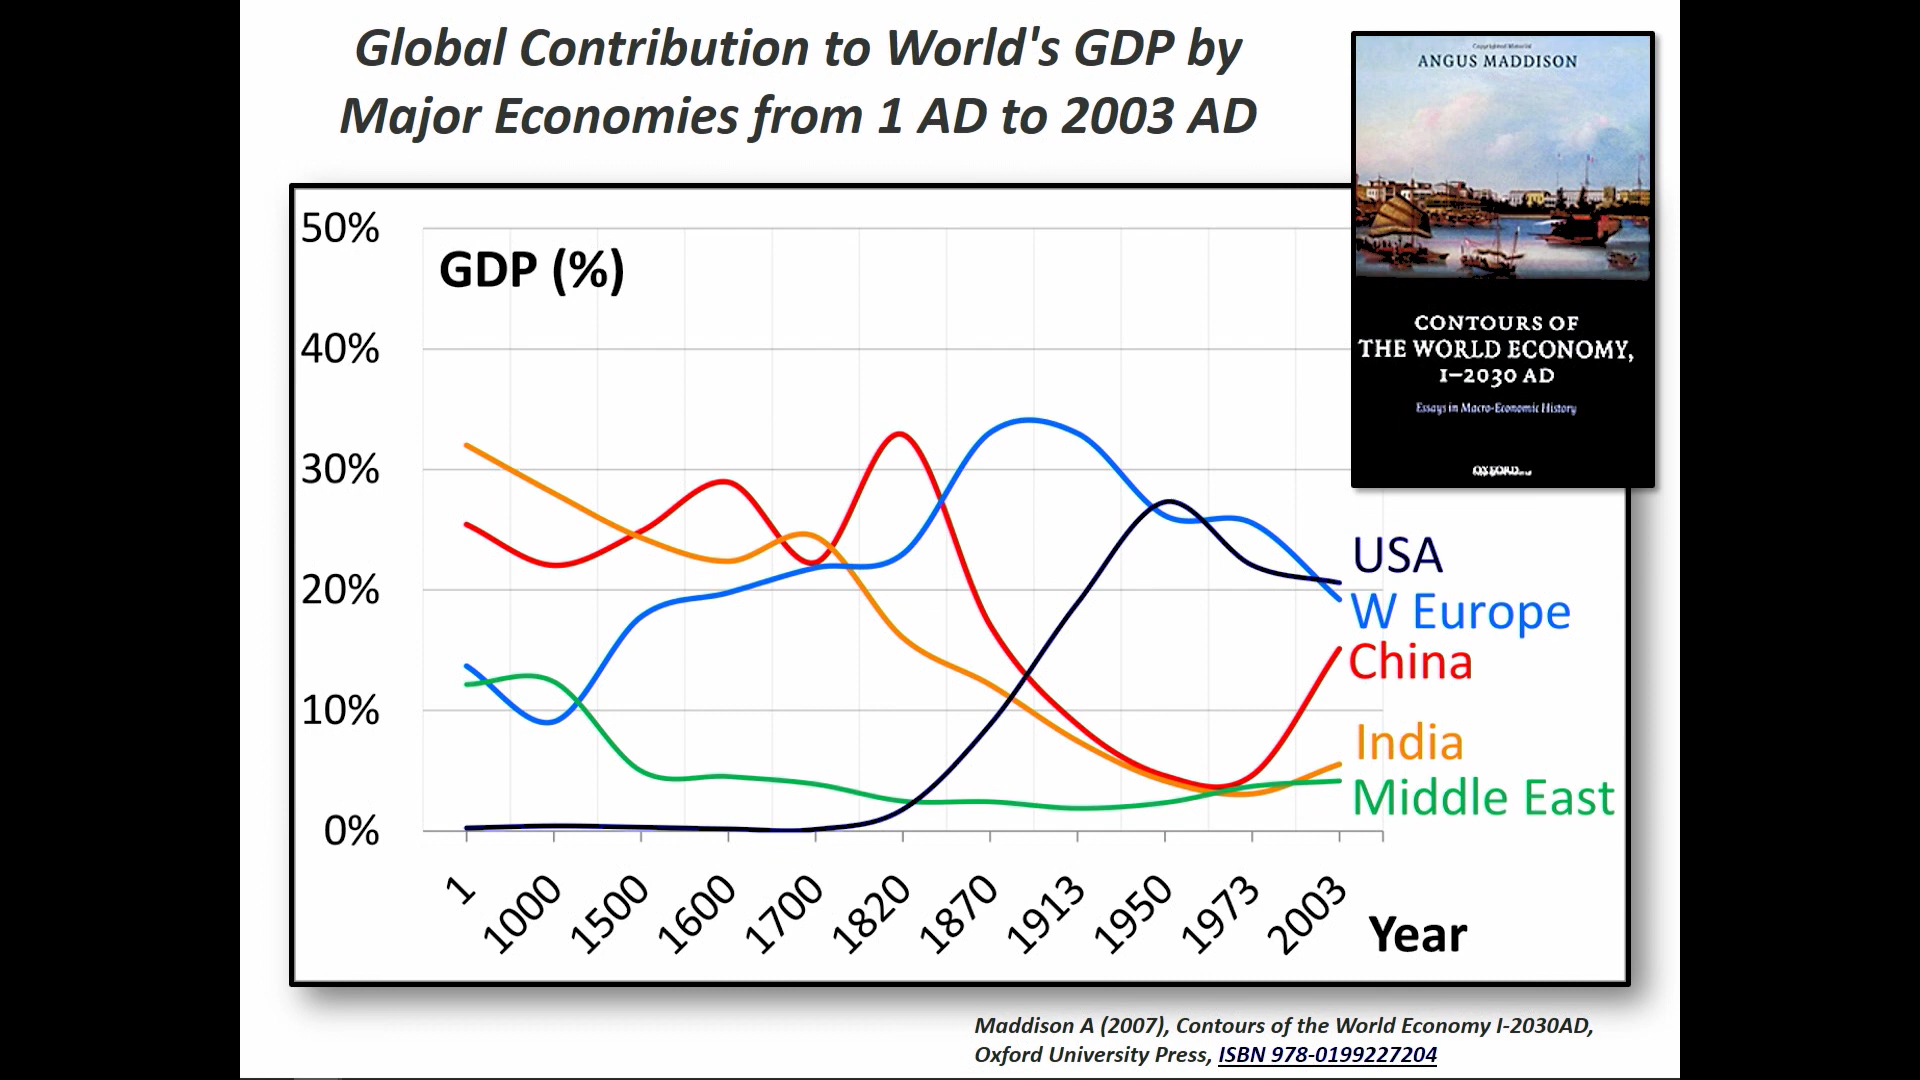 Global Contribution to World's GDP by
Major Economies from 1 AD to 2003 AD
ANGUS MADDISON
CONTOURS OF
THE WORLD ECONOMY,
1–2030 AD
Essays in Macro-Economic History
OXFORD
GDP (%)
50%
40%
30%
20%
10%
0%
USA
W Europe
China
India
Middle East
1
1000
1500
1600
1700
1820
1870
1913
1950
1973
2003
Year
Maddison A (2007), Contours of the World Economy I-2030AD,
Oxford University Press, ISBN 978-0199227204